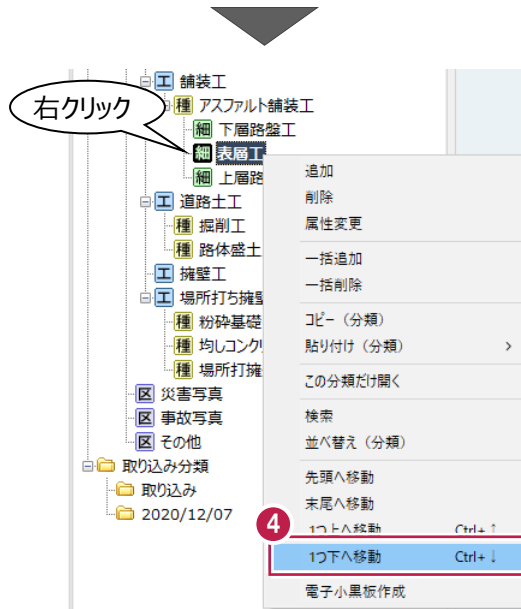 工 舗装工
右クリック
種 アスファルト舗装工
細 下層路盤工
細 表層工
細 上層路
追加
削除
工 道路土工
属性変更
種 掘削工
種 路体盛土
一括追加
工 擁壁工
一括削除
工 場所打ち擁壁
種 粉砕基礎
コピー（分類）
種 均しコンク
貼り付け（分類） >
種 場所打擁
この分類だけ開く
区 災害写真
区 事故写真
検索
区 その他
並べ替え（分類）
取り込み分類
先頭へ移動
取り込み
末尾へ移動
2020/12/07
4
1つ上へ移動 Ctrl+↑
1つ下へ移動 Ctrl+↓
電子小黒板作成